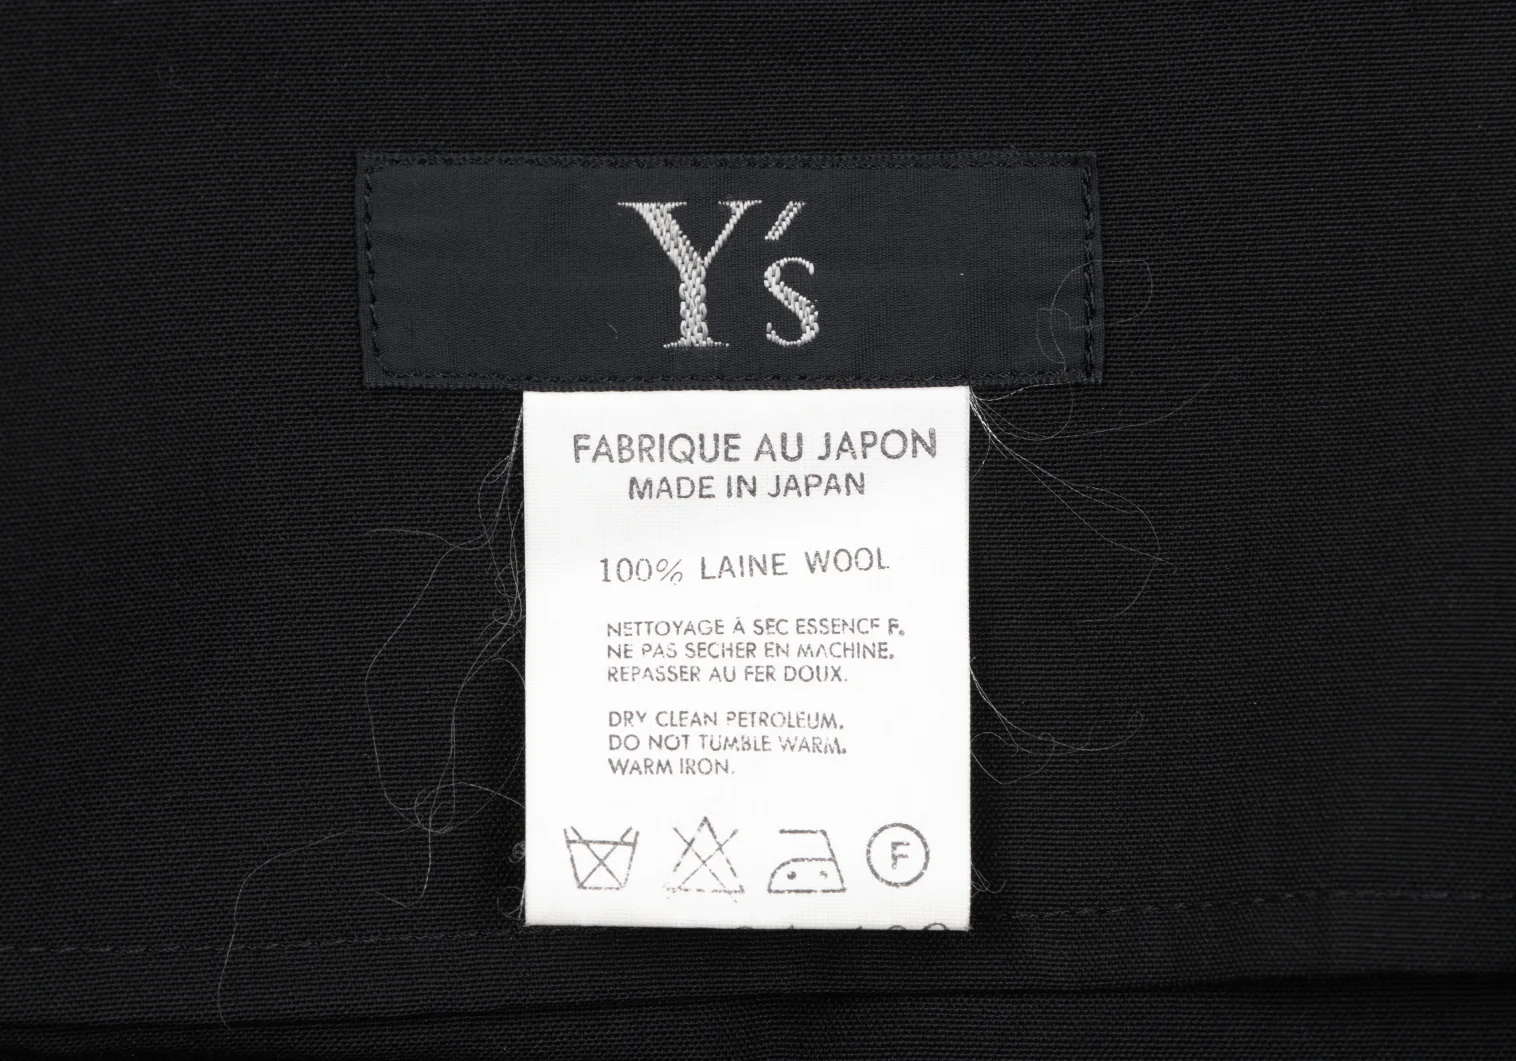 Y's
FABRIQUE AU JAPON
MADE IN JAPAN
100% LAINE WOOL
NETTOYAGE À SEC ESSENCE F.
NE PAS SECHER EN MACHINE.
REPASSER AU FER DOUX.
DRY CLEAN PETROLEUM.
DO NOT TUMBLE WARM.
WARM IRON.
F